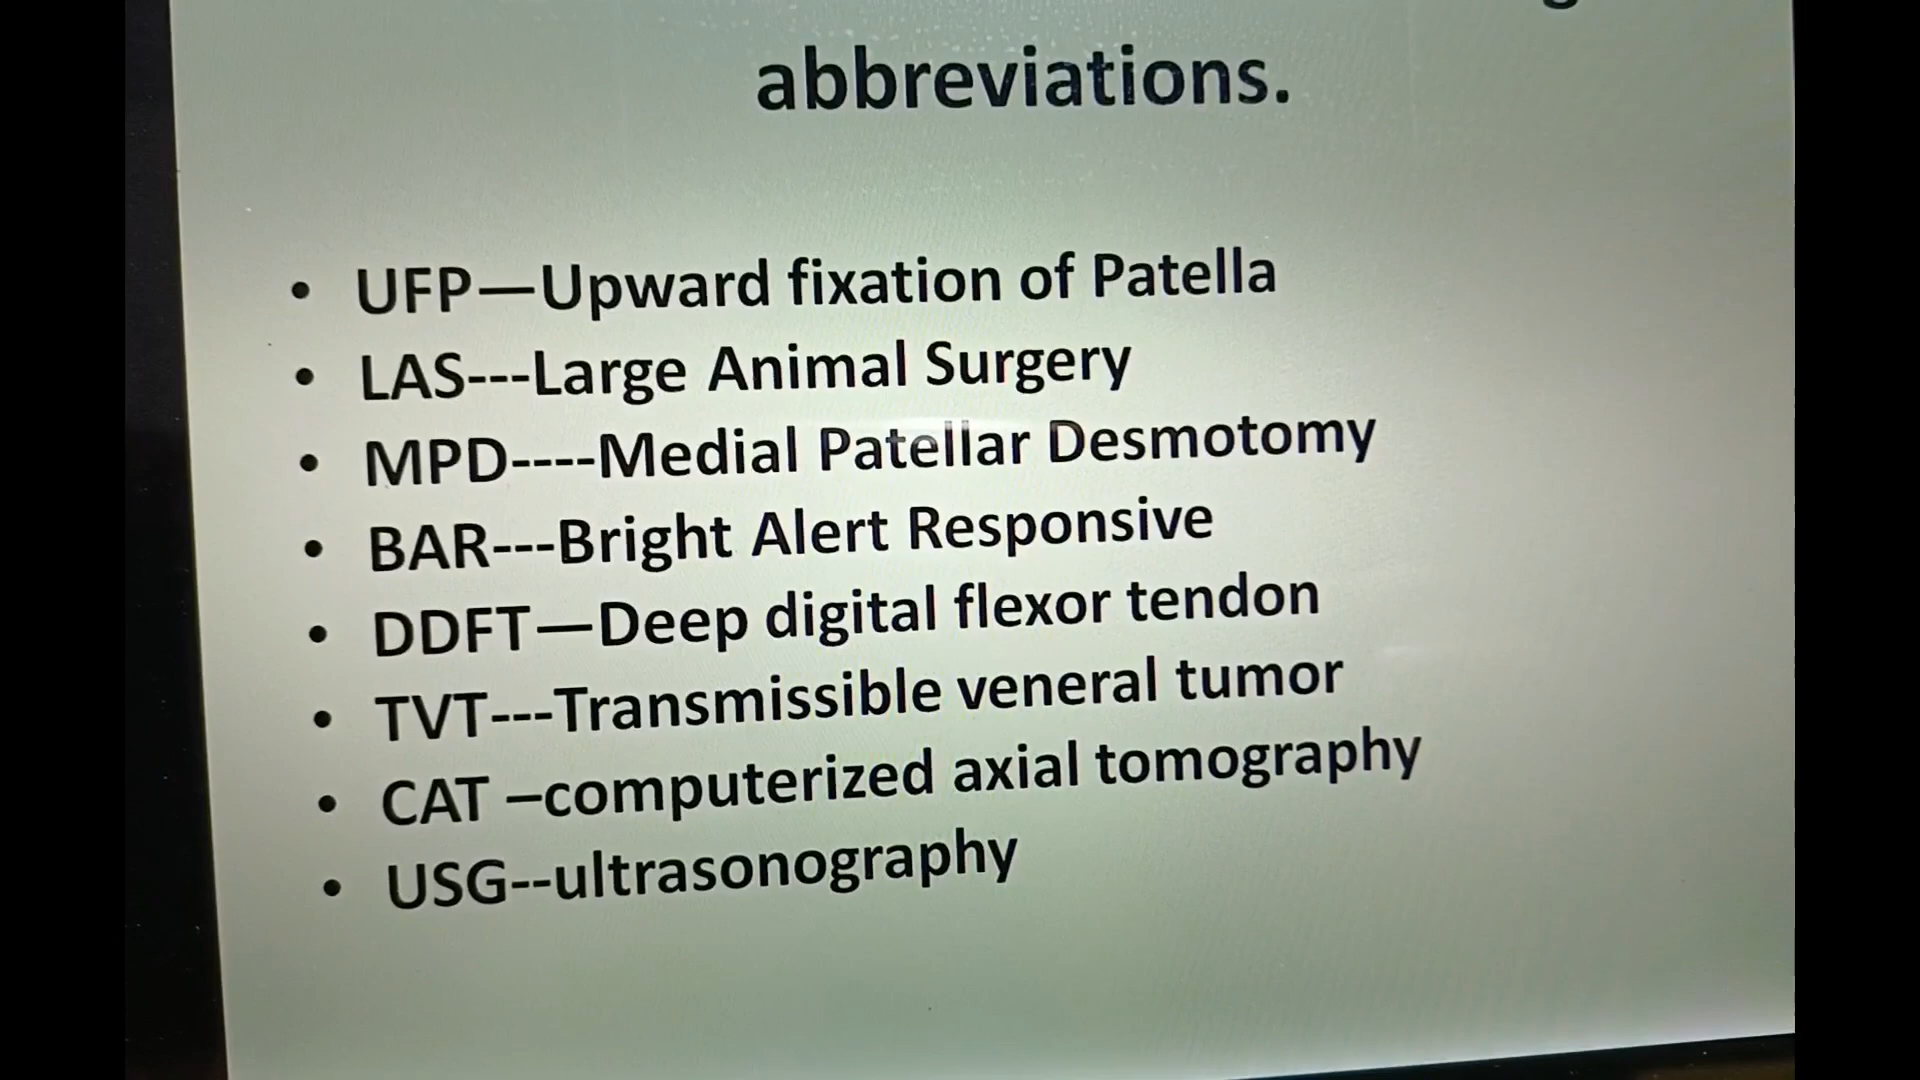 abbreviations.
• UFP—Upward fixation of Patella
• LAS---Large Animal Surgery
• MPD----Medial Patellar Desmotomy
• BAR---Bright Alert Responsive
• DDFT—Deep digital flexor tendon
• TVT---Transmissible veneral tumor
• CAT –computerized axial tomography
• USG--ultrasonography